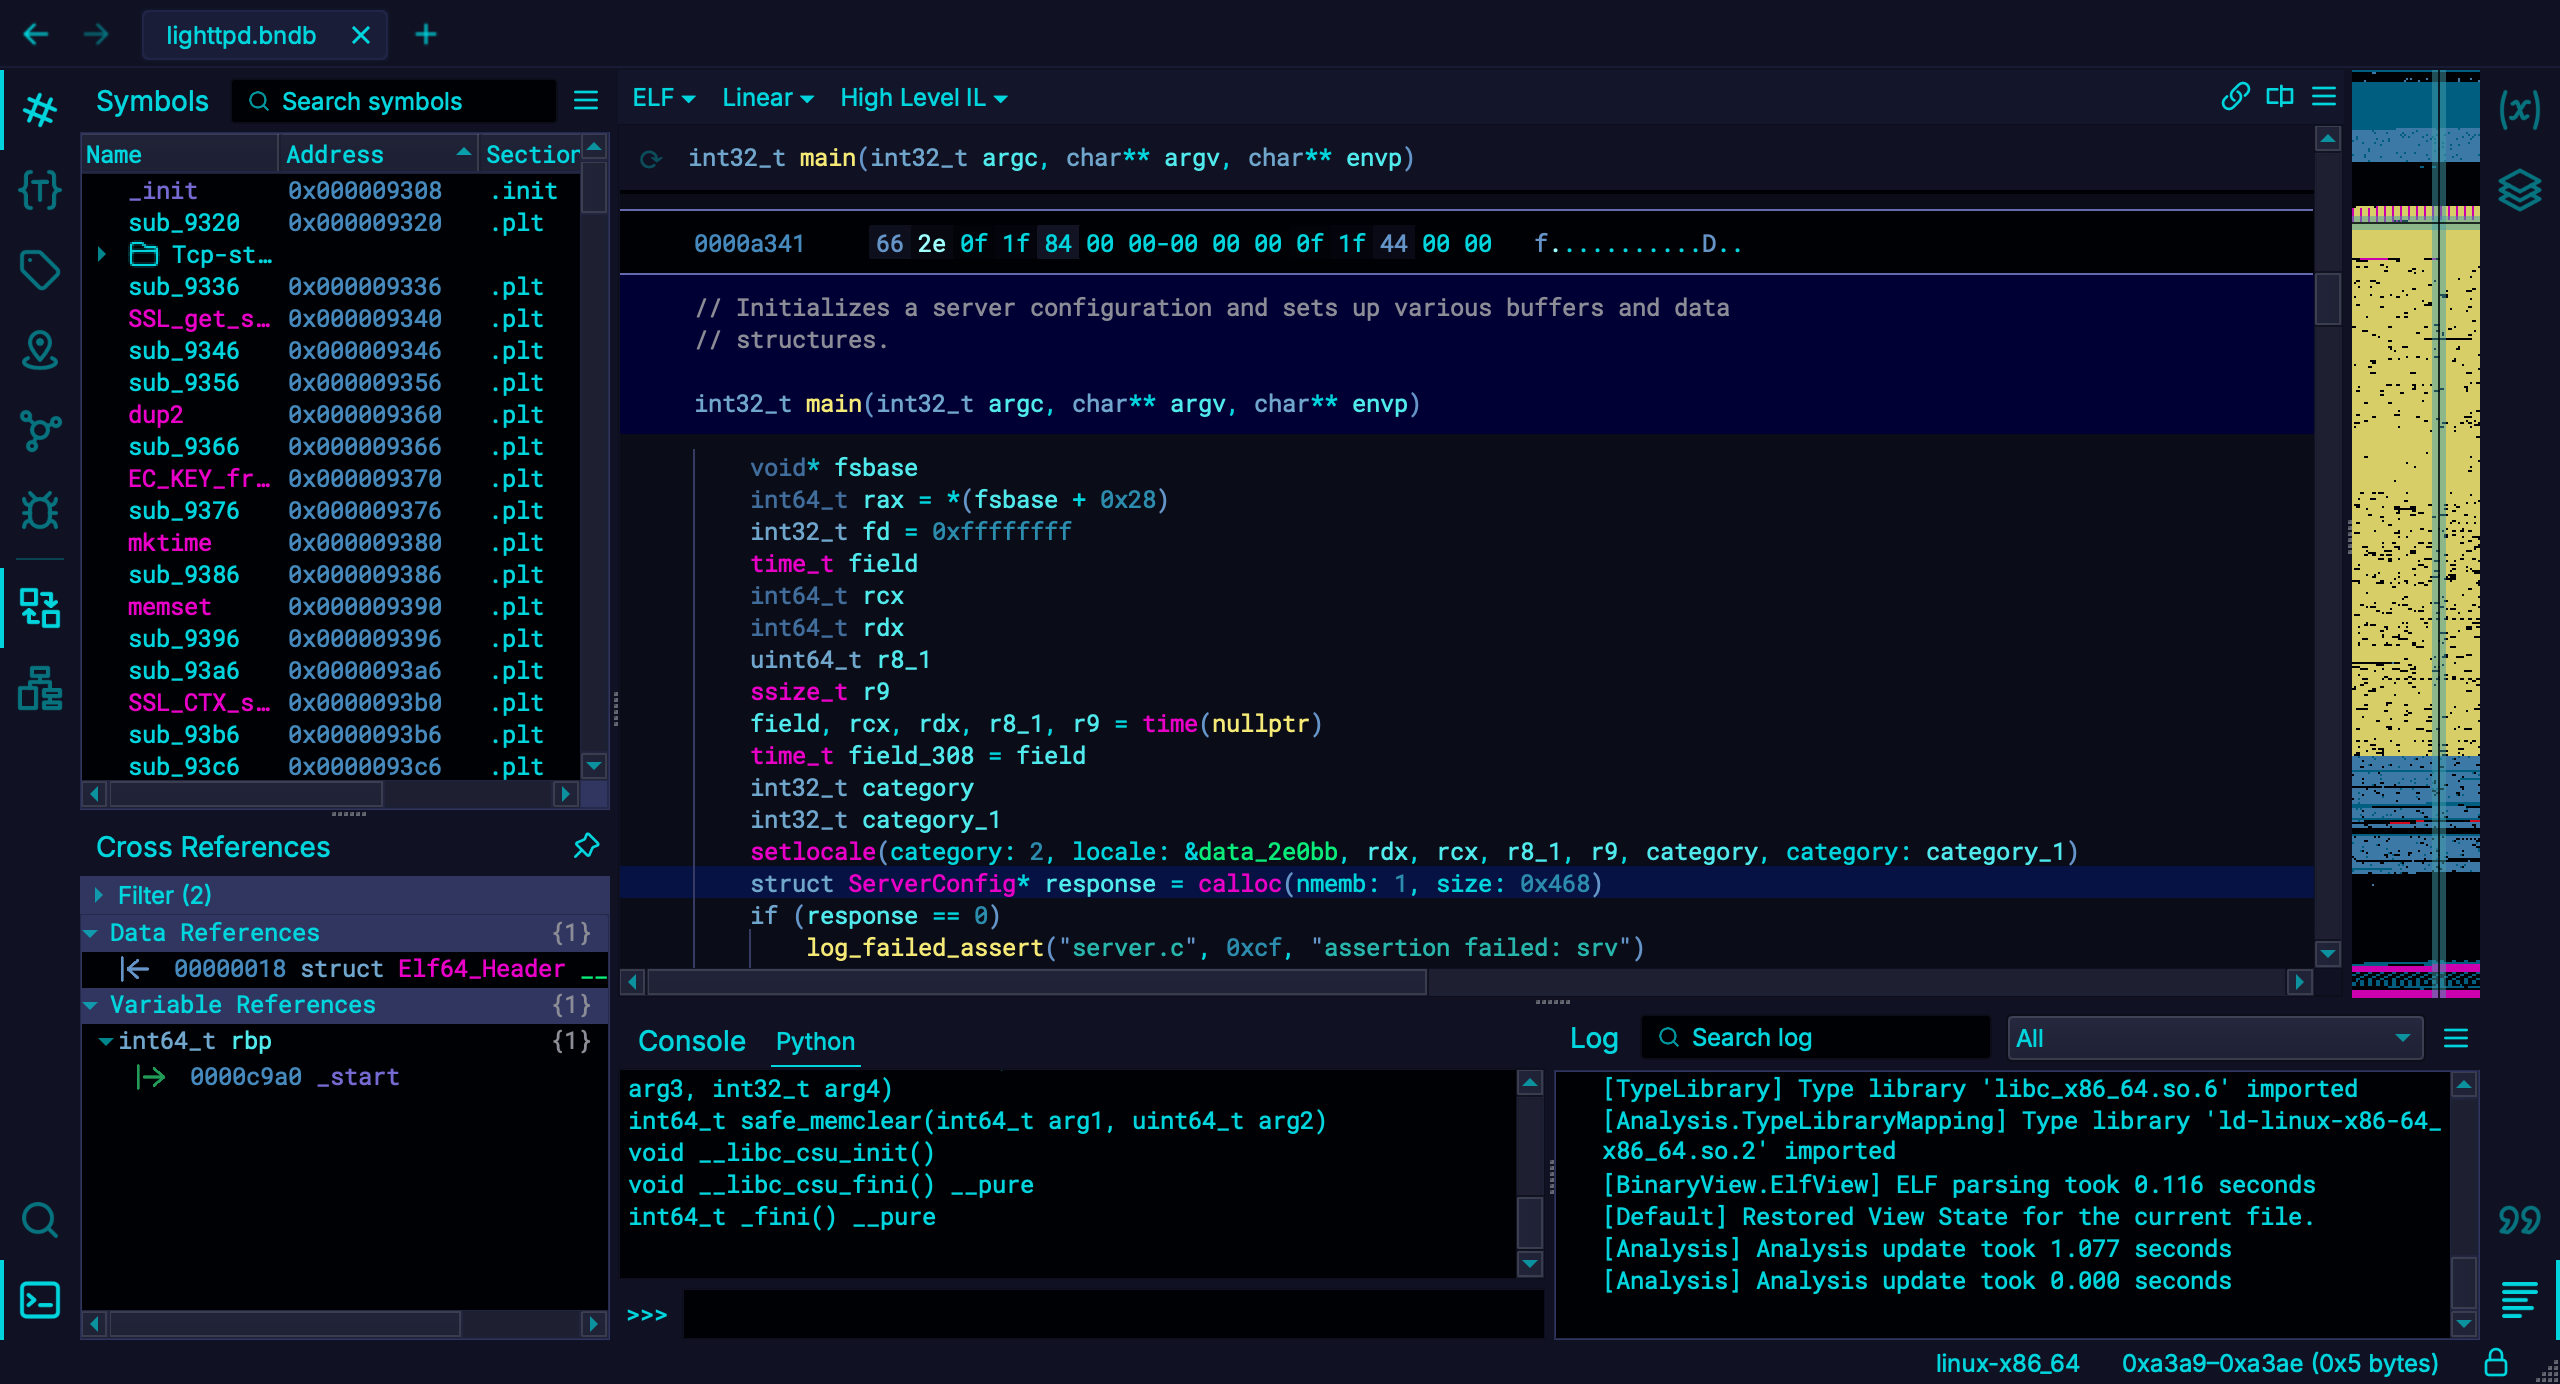 lighttpd.bndb
Symbols
Search symbols
Name Address Section
_init 0x000009308 .init
sub_9320 0x000009320 .plt
Tcp-st…
sub_9336 0x000009336 .plt
SSL_get_s… 0x000009340 .plt
sub_9346 0x000009346 .plt
sub_9356 0x000009356 .plt
dup2 0x000009360 .plt
sub_9366 0x000009366 .plt
EC_KEY_fr… 0x000009370 .plt
sub_9376 0x000009376 .plt
mktime 0x000009380 .plt
sub_9386 0x000009386 .plt
memset 0x000009390 .plt
sub_9396 0x000009396 .plt
sub_93a6 0x0000093a6 .plt
SSL_CTX_s… 0x0000093b0 .plt
sub_93b6 0x0000093b6 .plt
sub_93c6 0x0000093c6 .plt
Cross References
Filter (2)
Data References {1}
00000018 struct Elf64_Header __
Variable References {1}
int64_t rbp {1}
0000c9a0 _start
ELF Linear High Level IL
int32_t main(int32_t argc, char** argv, char** envp)
0000a341 66 2e 0f 1f 84 00 00-00 00 00 0f 1f 44 00 00 f...........D..
// Initializes a server configuration and sets up various buffers and data
// structures.
int32_t main(int32_t argc, char** argv, char** envp)
void* fsbase
int64_t rax = *(fsbase + 0x28)
int32_t fd = 0xffffffff
time_t field
int64_t rcx
int64_t rdx
uint64_t r8_1
ssize_t r9
field, rcx, rdx, r8_1, r9 = time(nullptr)
time_t field_308 = field
int32_t category
int32_t category_1
setlocale(category: 2, locale: &data_2e0bb, rdx, rcx, r8_1, r9, category, category: category_1)
struct ServerConfig* response = calloc(nmemb: 1, size: 0x468)
if (response == 0)
log_failed_assert("server.c", 0xcf, "assertion failed: srv")
Console Python
arg3, int32_t arg4)
int64_t safe_memclear(int64_t arg1, uint64_t arg2)
void __libc_csu_init()
void __libc_csu_fini() __pure
int64_t _fini() __pure
>>>
Log
Search log
All
[TypeLibrary] Type library 'libc_x86_64.so.6' imported
[Analysis.TypeLibraryMapping] Type library 'ld-linux-x86-64_
x86_64.so.2' imported
[BinaryView.ElfView] ELF parsing took 0.116 seconds
[Default] Restored View State for the current file.
[Analysis] Analysis update took 1.077 seconds
[Analysis] Analysis update took 0.000 seconds
linux-x86_64 0xa3a9–0xa3ae (0x5 bytes)